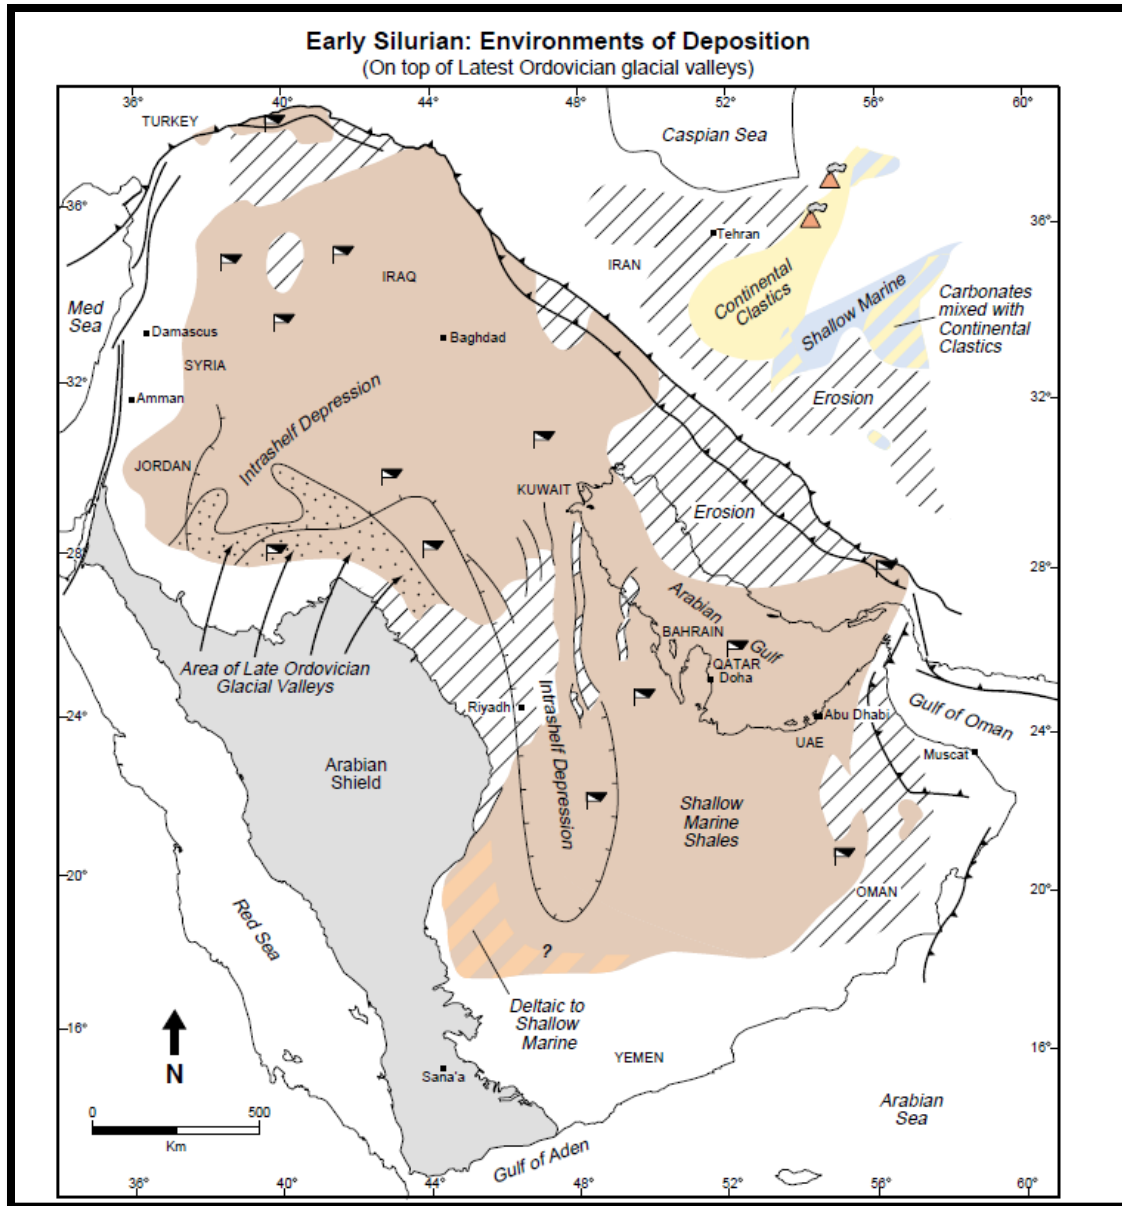 Early Silurian: Environments of Deposition
(On top of Latest Ordovician glacial valleys)
36°
40°
44°
48°
52°
56°
60°
TURKEY
Caspian Sea
36°
36°
Tehran
IRAN
IRAQ
Continental
Clastics
Shallow Marine
Carbonates
mixed with
Continental
Clastics
Med
Sea
Damascus
Baghdad
SYRIA
32°
32°
Amman
Erosion
Intrashelf Depression
JORDAN
KUWAIT
Erosion
28°
28°
Arabian
Gulf
BAHRAIN
QATAR
Doha
Area of Late Ordovician
Glacial Valleys
Riyadh
Intrashelf Depression
24°
24°
Abu Dhabi
UAE
Gulf of Oman
Muscat
Arabian
Shield
Shallow
Marine
Shales
20°
20°
OMAN
Red Sea
?
Deltaic to
Shallow
Marine
16°
16°
YEMEN
N
Sana'a
0
500
Km
Arabian
Sea
Gulf of Aden
36°
40°
44°
48°
52°
56°
60°